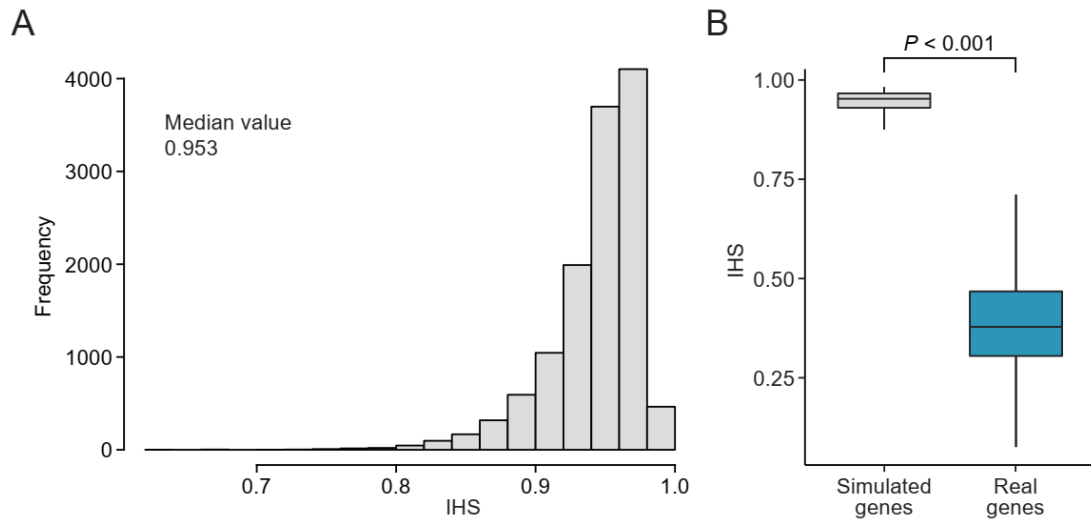 A
Median value
0.953
4000
3000
2000
1000
0
Frequency
0.7
0.8
0.9
1.0
IHS
B
P < 0.001
1.00
0.75
0.50
0.25
IHS
Simulated
genes
Real
genes